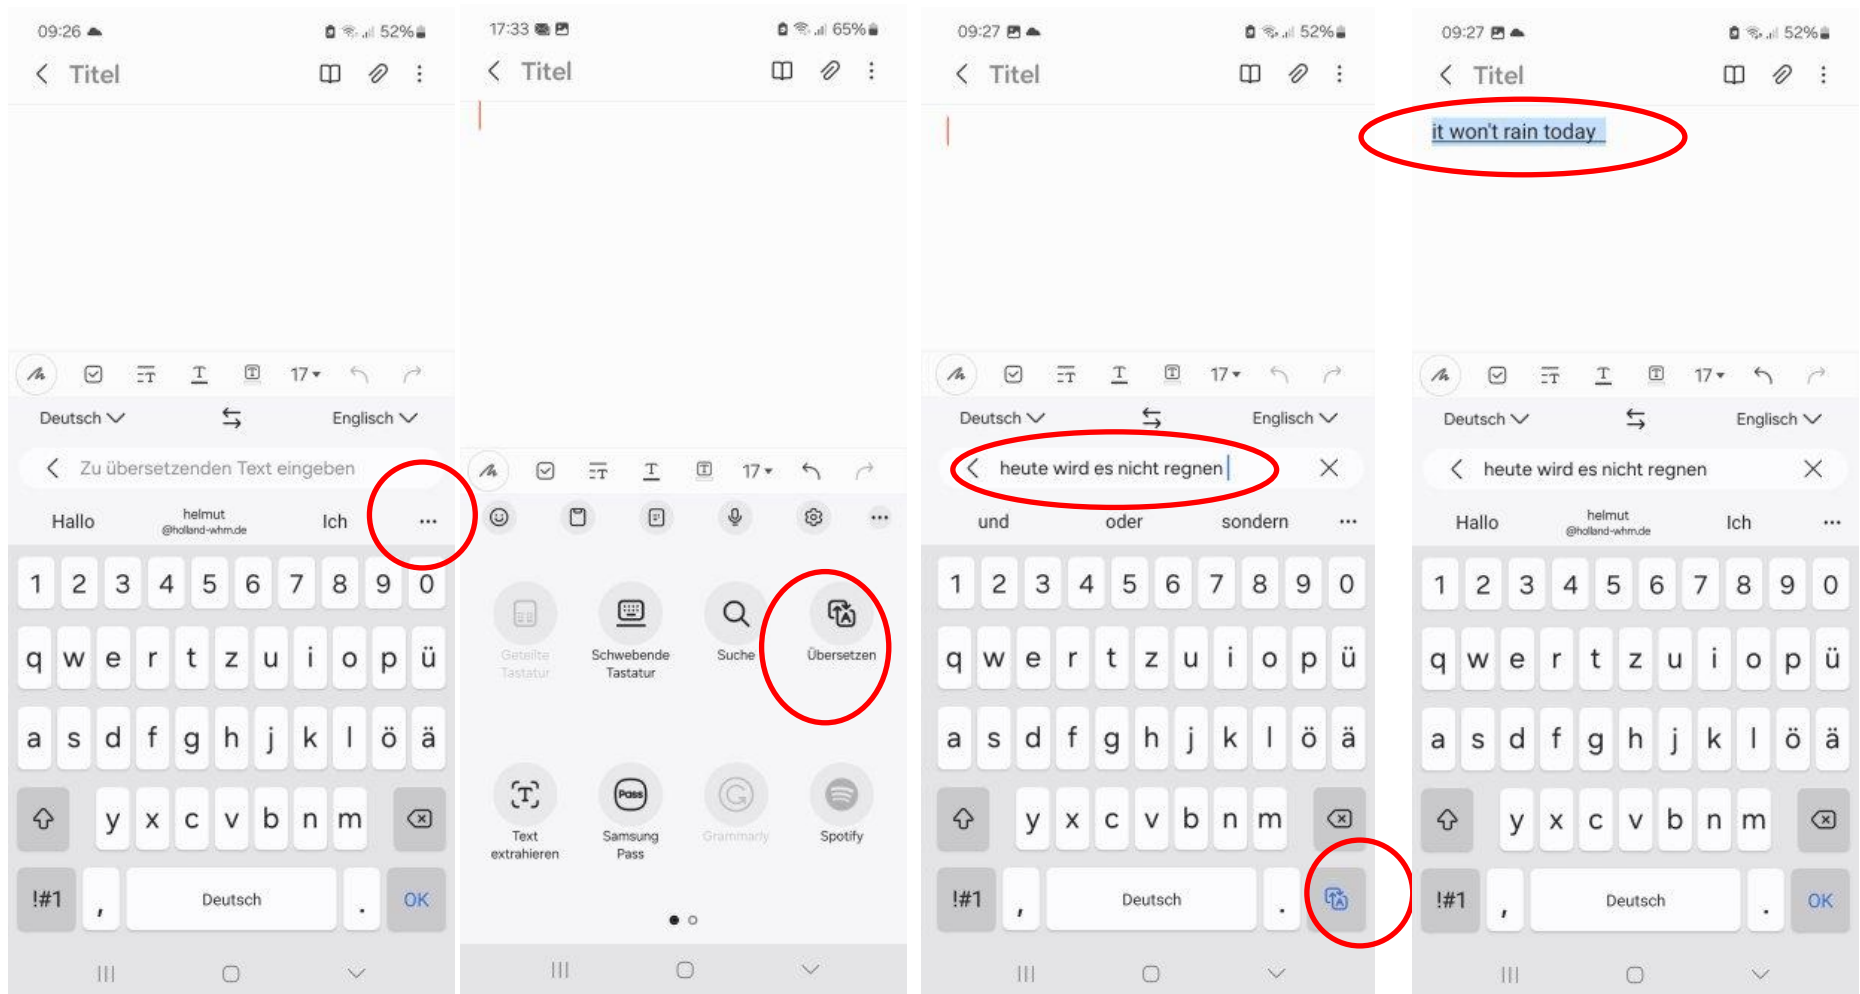 09:26
52%
Titel
17
Deutsch
Englisch
Zu übersetzenden Text eingeben
Hallo
helmut
@holland-whm.de
Ich
...
1 2 3 4 5 6 7 8 9 0
q w e r t z u i o p ü
a s d f g h j k l ö ä
y x c v b n m
!#1 , Deutsch . OK
17:33
65%
Titel
17
...
Geteilte
Tastatur
Schwebende
Tastatur
Suche
Übersetzen
Text
extrahieren
Samsung
Pass
Pass
Grammarly
Spotify
09:27
52%
Titel
17
Deutsch
Englisch
heute wird es nicht regnen
und oder sondern ...
1 2 3 4 5 6 7 8 9 0
q w e r t z u i o p ü
a s d f g h j k l ö ä
y x c v b n m
!#1 , Deutsch .
09:27
52%
Titel
it won't rain today
17
Deutsch
Englisch
heute wird es nicht regnen
Hallo
helmut
@holland-whm.de
Ich
...
1 2 3 4 5 6 7 8 9 0
q w e r t z u i o p ü
a s d f g h j k l ö ä
y x c v b n m
!#1 , Deutsch . OK